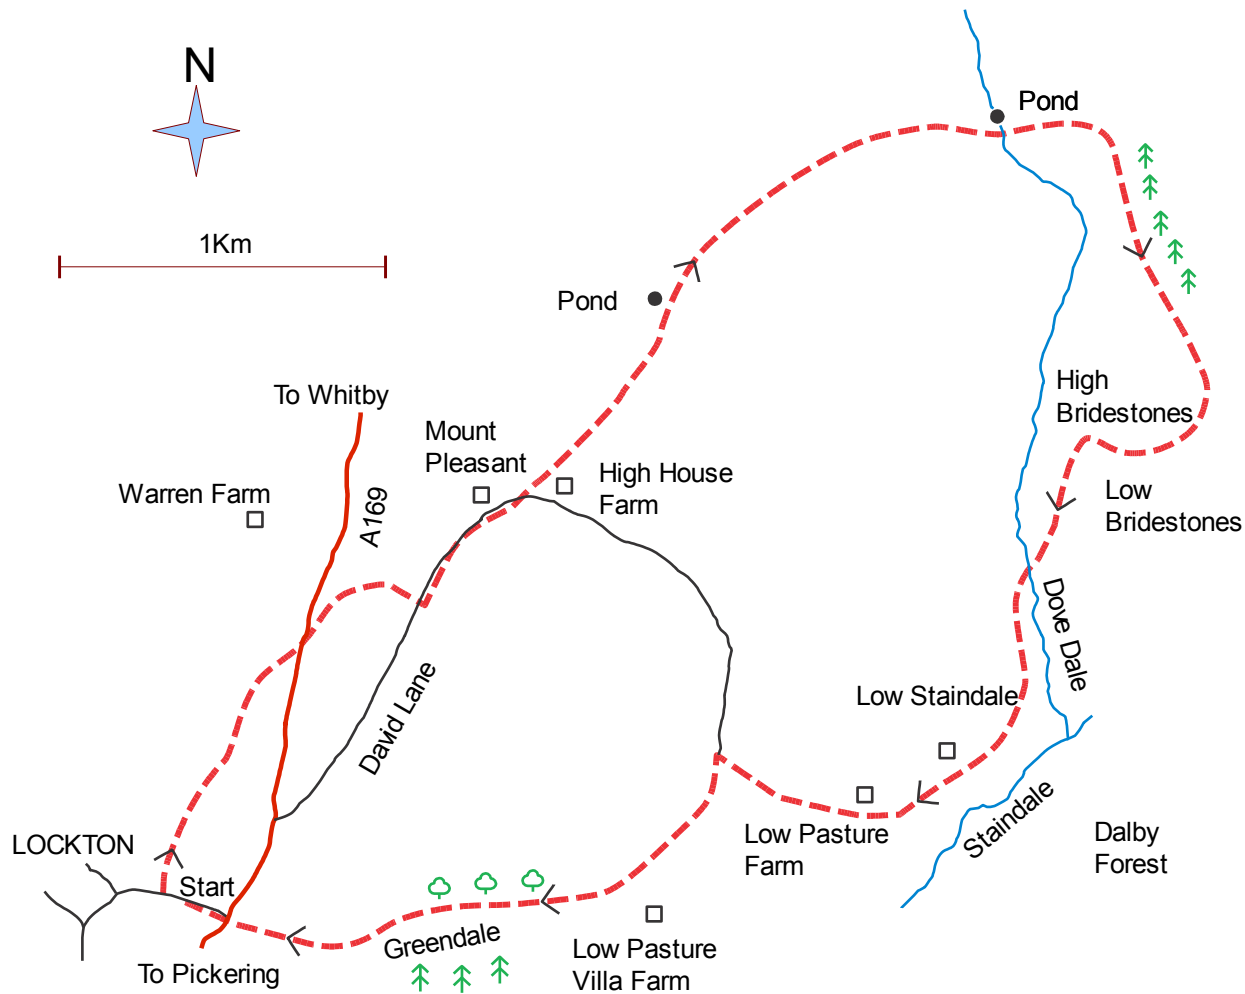 N
Pond
1Km
Pond
To Whitby
High
Bridestones
Mount
Pleasant
High House
Farm
Warren Farm
A169
Low
Bridestones
Dove Dale
David Lane
Low Staindale
Staindale
Low Pasture
Farm
Dalby
Forest
LOCKTON
Start
Greendale
To Pickering
Low Pasture
Villa Farm